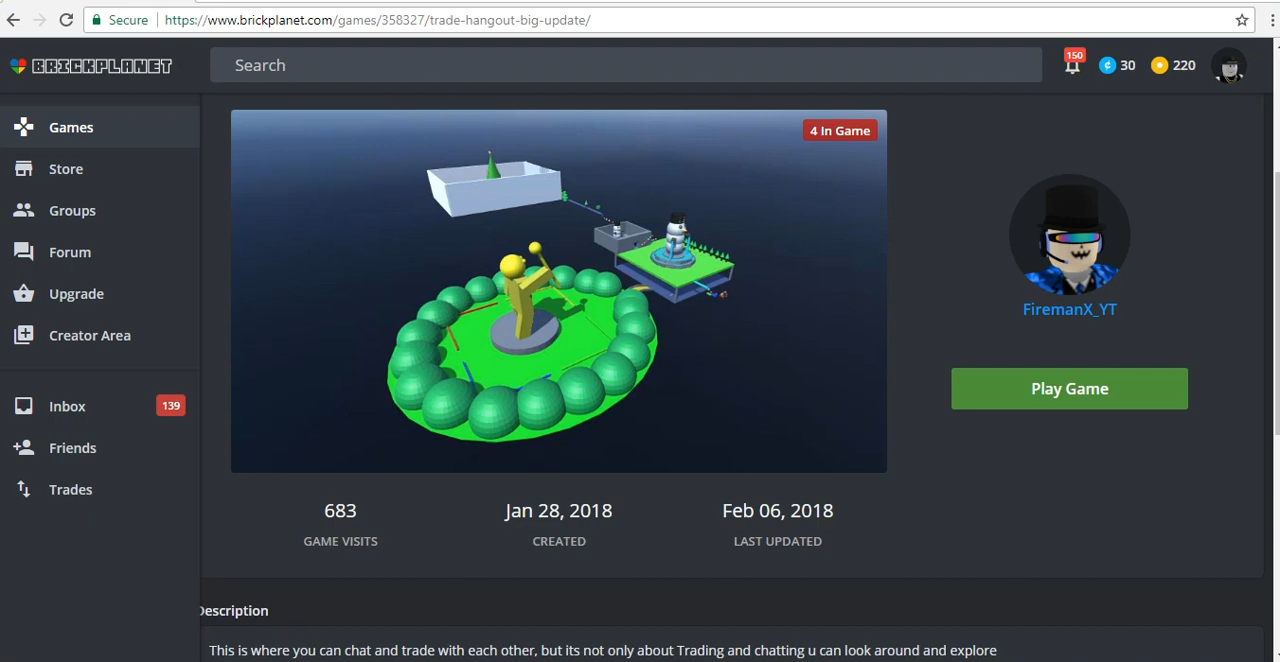 Secure https://www.brickplanet.com/games/358327/trade-hangout-big-update/
BRICKPLANET
Search
150
¢ 30
220
Games
Store
Groups
Forum
Upgrade
Creator Area
Inbox 139
Friends
Trades
4 In Game
FiremanX_YT
Play Game
683
GAME VISITS
Jan 28, 2018
CREATED
Feb 06, 2018
LAST UPDATED
Description
This is where you can chat and trade with each other, but its not only about Trading and chatting u can look around and explore